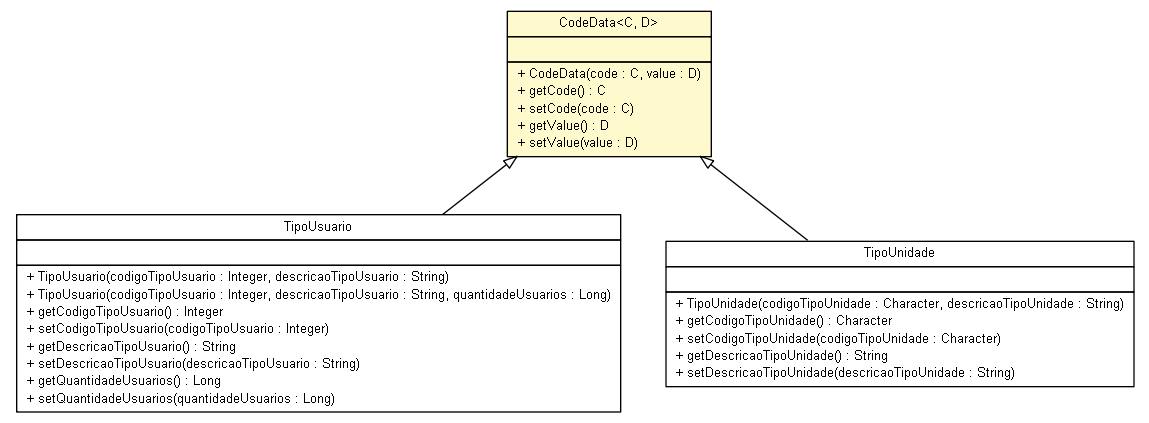 CodeData<C, D>
+ CodeData(code : C, value : D)
+ getCode() : C
+ setCode(code : C)
+ getValue() : D
+ setValue(value : D)
TipoUsuario
+ TipoUsuario(codigoTipoUsuario : Integer, descricaoTipoUsuario : String)
+ TipoUsuario(codigoTipoUsuario : Integer, descricaoTipoUsuario : String, quantidadeUsuarios : Long)
+ getCodigoTipoUsuario() : Integer
+ setCodigoTipoUsuario(codigoTipoUsuario : Integer)
+ getDescricaoTipoUsuario() : String
+ setDescricaoTipoUsuario(descricaoTipoUsuario : String)
+ getQuantidadeUsuarios() : Long
+ setQuantidadeUsuarios(quantidadeUsuarios : Long)
TipoUnidade
+ TipoUnidade(codigoTipoUnidade : Character, descricaoTipoUnidade : String)
+ getCodigoTipoUnidade() : Character
+ setCodigoTipoUnidade(codigoTipoUnidade : Character)
+ getDescricaoTipoUnidade() : String
+ setDescricaoTipoUnidade(descricaoTipoUnidade : String)